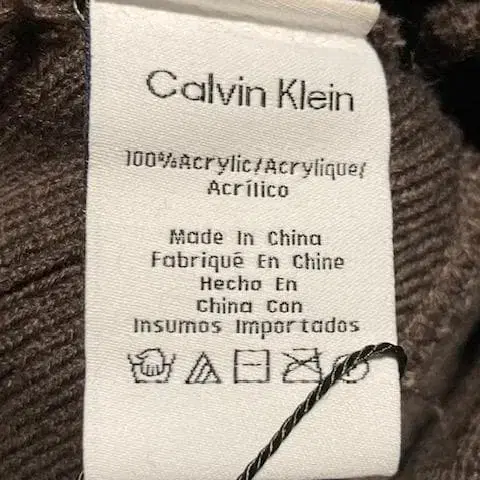 Calvin Klein
100%Acrylic/Acrylique/
Acrílico
Made In China
Fabriqué En Chine
Hecho En
China Con
Insumos Importados